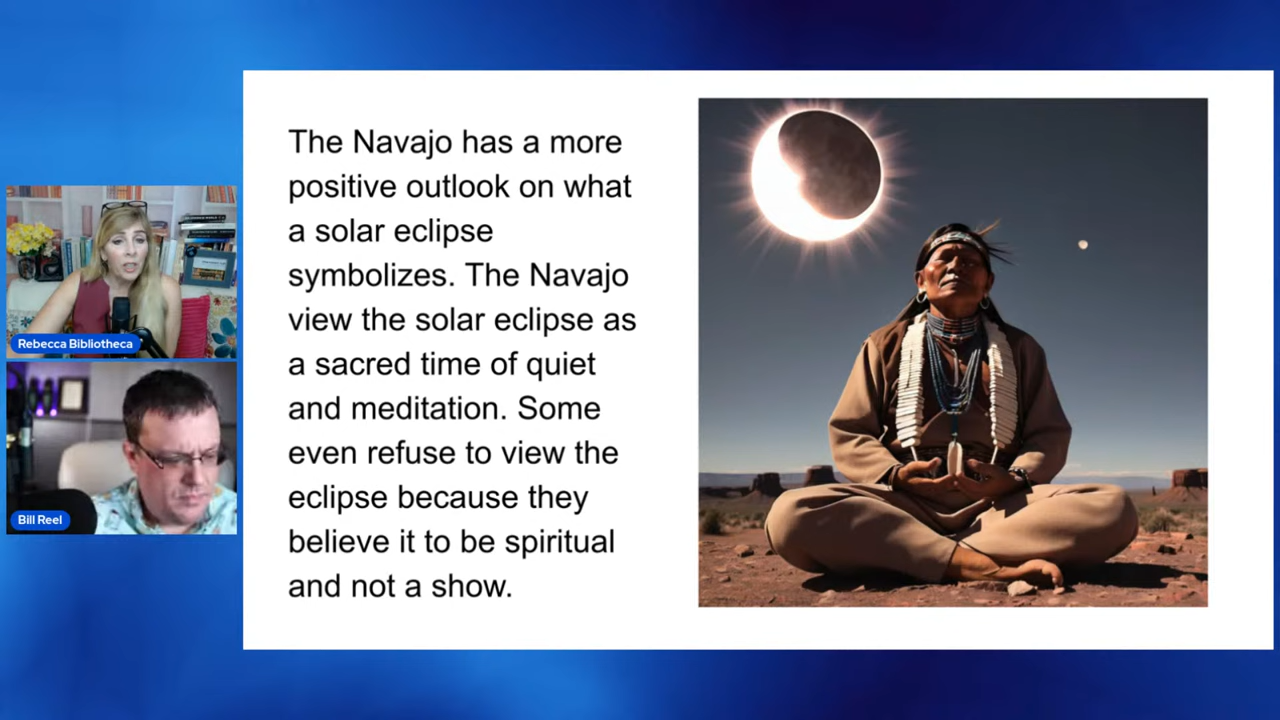 The Navajo has a more
positive outlook on what
a solar eclipse
symbolizes. The Navajo
view the solar eclipse as
a sacred time of quiet
and meditation. Some
even refuse to view the
eclipse because they
believe it to be spiritual
and not a show.
Rebecca Bibliotheca
Bill Reel